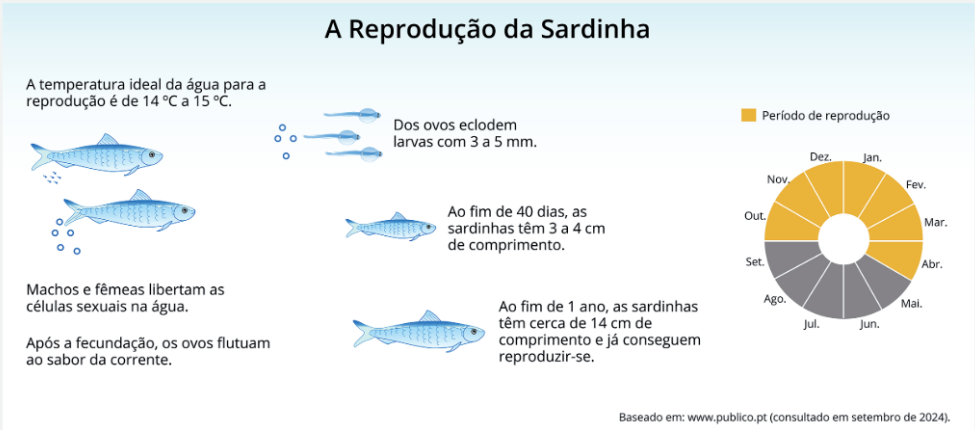 A Reprodução da Sardinha
A temperatura ideal da água para a
reprodução é de 14 ºC a 15 ºC.
Machos e fêmeas libertam as
células sexuais na água.
Após a fecundação, os ovos flutuam
ao sabor da corrente.
Dos ovos eclodem
larvas com 3 a 5 mm.
Ao fim de 40 dias, as
sardinhas têm 3 a 4 cm
de comprimento.
Ao fim de 1 ano, as sardinhas
têm cerca de 14 cm de
comprimento e já conseguem
reproduzir-se.
Período de reprodução
Jan.
Fev.
Mar.
Abr.
Mai.
Jun.
Jul.
Ago.
Set.
Out.
Nov.
Dez.
Baseado em: www.publico.pt (consultado em setembro de 2024).